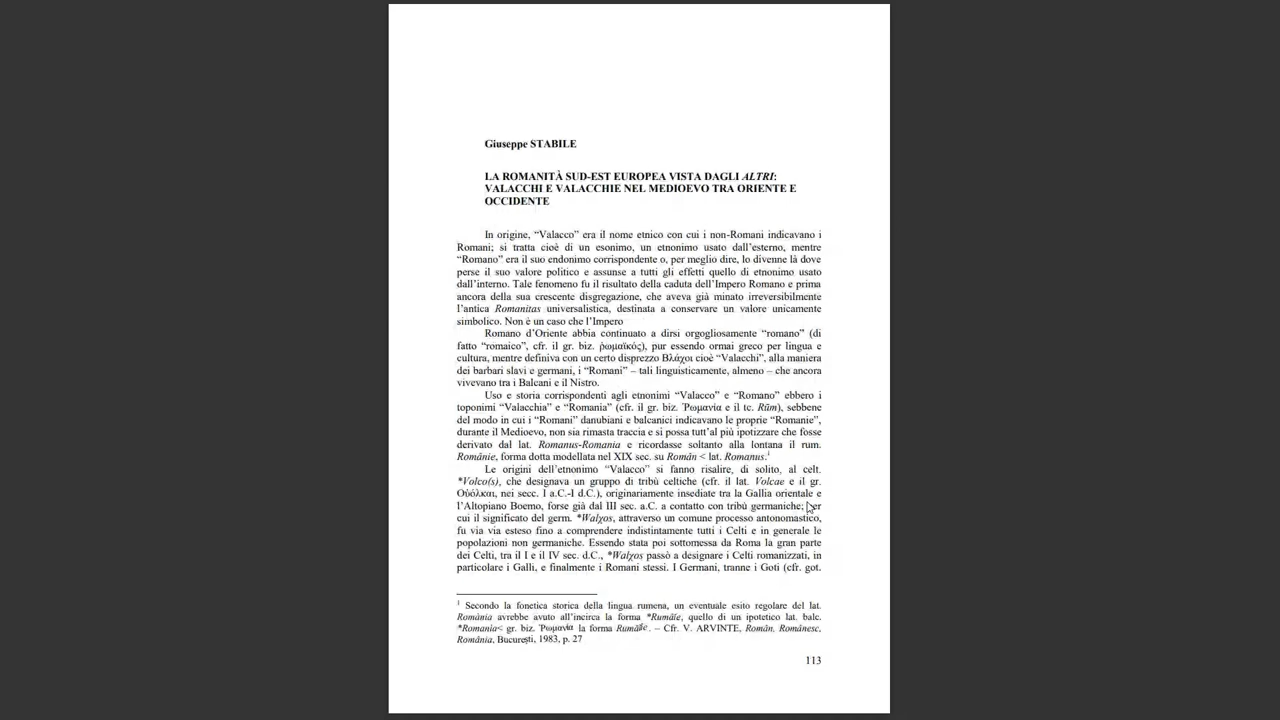 Giuseppe STABILE
LA ROMANITÀ SUD-EST EUROPEA VISTA DAGLI ALTRI:
VALACCHI E VALACCHIE NEL MEDIOEVO TRA ORIENTE E
OCCIDENTE
In origine, “Valacco” era il nome etnico con cui i non-Romani indicavano i
Romani; si tratta cioè di un esonimo, un etnonimo usato dall’esterno, mentre
“Romano” era il suo endonimo corrispondente o, per meglio dire, lo divenne là dove
perse il suo valore politico e assunse a tutti gli effetti quello di etnonimo usato
dall’interno. Tale fenomeno fu il risultato della caduta dell’Impero Romano e prima
ancora della sua crescente disgregazione, che aveva già minato irreversibilmente
l’antica Romanitas universalistica, destinata a conservare un valore unicamente
simbolico. Non è un caso che l’Impero
Romano d’Oriente abbia continuato a dirsi orgogliosamente “romano” (di
fatto “romaico”, cfr. il gr. biz. ῥωμαϊκός), pur essendo ormai greco per lingua e
cultura, mentre definiva con un certo disprezzo Βλάχοι cioè “Valacchi”, alla maniera
dei barbari slavi e germani, i “Romani” – tali linguisticamente, almeno – che ancora
vivevano tra i Balcani e il Nistro.
Uso e storia corrispondenti agli etnonimi “Valacco” e “Romano” ebbero i
toponimi “Valacchia” e “Romania” (cfr. il gr. biz. Ῥωμανία e il tc. Rūm), sebbene
del modo in cui i “Romani” danubiani e balcanici indicavano le proprie “Romanie”,
durante il Medioevo, non sia rimasta traccia e si possa tutt’al più ipotizzare che fosse
derivato dal lat. Romanus-Romania e ricordasse soltanto alla lontana il rum.
Românie, forma dotta modellata nel XIX sec. su Român < lat. Romanus.¹
Le origini dell’etnonimo “Valacco” si fanno risalire, di solito, al celt.
*Volco(s), che designava un gruppo di tribù celtiche (cfr. il lat. Volcae e il gr.
Οὐόλκαι, nei secc. I a.C.-I d.C.), originariamente insediate tra la Gallia orientale e
l’Altopiano Boemo, forse già dal III sec. a.C. a contatto con tribù germaniche; per
cui il significato del germ. *Walχos, attraverso un comune processo antonomastico,
fu via via esteso fino a comprendere indistintamente tutti i Celti e in generale le
popolazioni non germaniche. Essendo stata poi sottomessa da Roma la gran parte
dei Celti, tra il I e il IV sec. d.C., *Walχos passò a designare i Celti romanizzati, in
particolare i Galli, e finalmente i Romani stessi. I Germani, tranne i Goti (cfr. got.
¹ Secondo la fonetica storica della lingua rumena, un eventuale esito regolare del lat.
Romània avrebbe avuto all’incirca la forma *Rumâie, quello di un ipotetico lat. balc.
*Romanìa< gr. biz. Ῥωμανία la forma – Cfr. V. ARVINTE, Român, Românesc,
România, București, 1983, p. 27
113